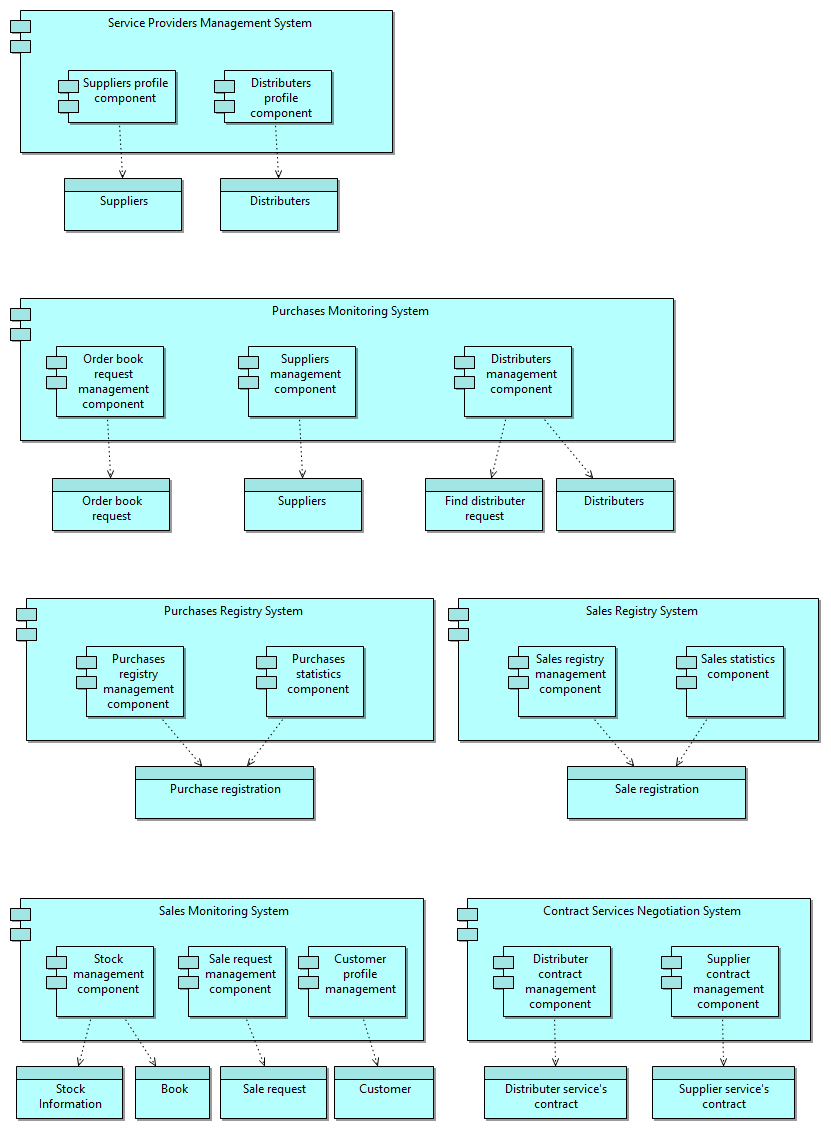 Service Providers Management System
Suppliers profile
component
Distributers
profile
component
Suppliers
Distributers
Purchases Monitoring System
Order book
request
management
component
Suppliers
management
component
Distributers
management
component
Order book
request
Suppliers
Find distributer
request
Distributers
Purchases Registry System
Purchases
registry
management
component
Purchases
statistics
component
Purchase registration
Sales Registry System
Sales registry
management
component
Sales statistics
component
Sale registration
Sales Monitoring System
Stock
management
component
Sale request
management
component
Customer
profile
management
Stock
Information
Book
Sale request
Customer
Contract Services Negotiation System
Distributer
contract
management
component
Supplier
contract
management
component
Distributer service's
contract
Supplier service's
contract